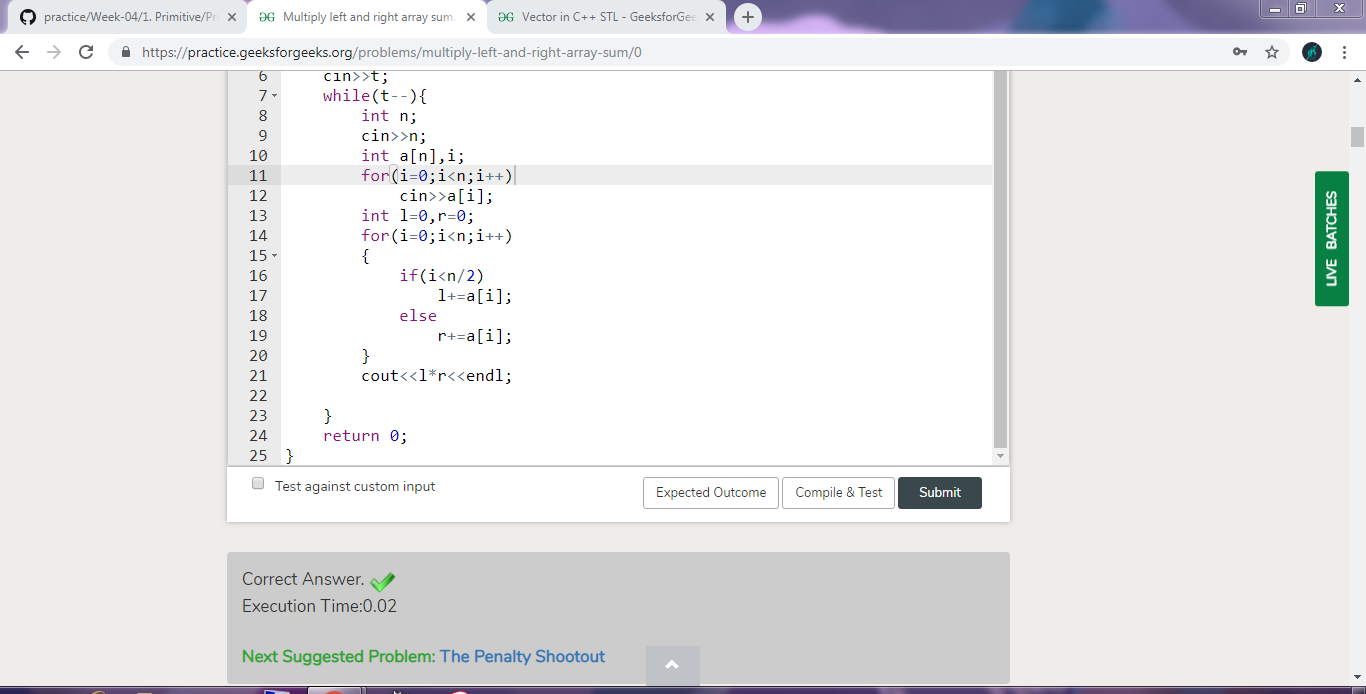 practice/Week-04/1. Primitive/Pr
Multiply left and right array sum.
Vector in C++ STL - GeeksforGee
https://practice.geeksforgeeks.org/problems/multiply-left-and-right-array-sum/0
6 cin>>t;
7 while(t--){
8 int n;
9 cin>>n;
10 int a[n],i;
11 for(i=0;i<n;i++)
12 cin>>a[i];
13 int l=0,r=0;
14 for(i=0;i<n;i++)
15 {
16 if(i<n/2)
17 l+=a[i];
18 else
19 r+=a[i];
20 }
21 cout<<l*r<<endl;
22
23 }
24 return 0;
25 }
LIVE BATCHES
Test against custom input
Expected Outcome
Compile & Test
Submit
Correct Answer.
Execution Time:0.02
Next Suggested Problem: The Penalty Shootout